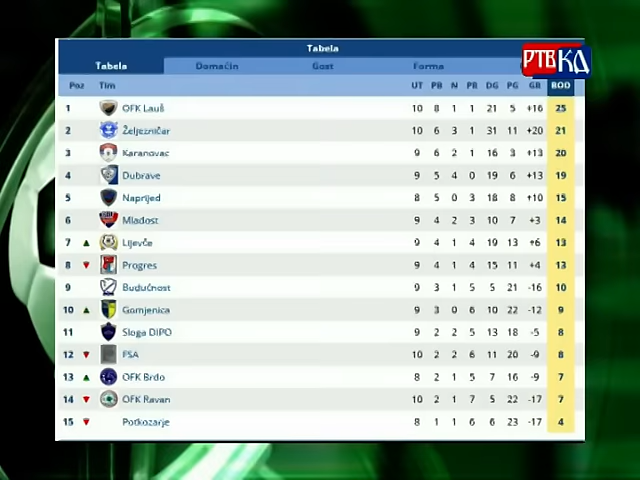 Tabela
РТВ КД
Tabela Domaćin Gost Forma
Poz Tim UT PB N PR DG PG GR BOD
1 OFK Lauš 10 8 1 1 21 5 +16 25
2 Željezničar 10 6 3 1 31 11 +20 21
3 Karanovac 9 6 2 1 16 3 +13 20
4 Dubrave 9 5 4 0 19 6 +13 19
5 Naprijed 8 5 0 3 18 8 +10 15
6 Mladost 9 4 2 3 10 7 +3 14
7 Lijevče 9 4 1 4 19 13 +6 13
8 Progres 9 4 1 4 15 11 +4 13
9 Budućnost 9 3 1 5 5 21 -16 10
10 Gomjenica 9 3 0 6 10 22 -12 9
11 Sloga DIPO 9 2 2 5 13 18 -5 8
12 FSA 10 2 2 6 11 20 -9 8
13 OFK Brdo 8 2 1 5 7 16 -9 7
14 OFK Ravan 10 2 1 7 5 22 -17 7
15 Potkozarje 8 1 1 6 6 23 -17 4